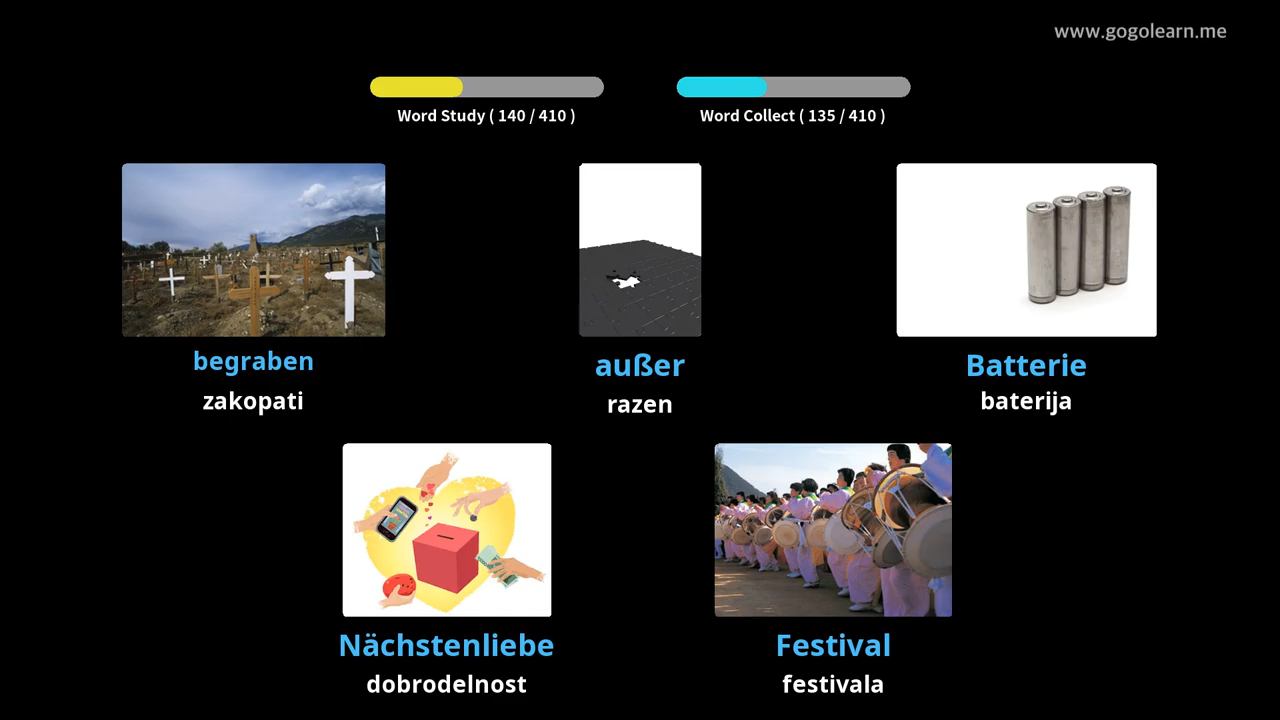 www.gogolearn.me
Word Study ( 140 / 410 )
Word Collect ( 135 / 410 )
begraben
zakopati
außer
razen
Batterie
baterija
Nächstenliebe
dobrodelnost
Festival
festivala